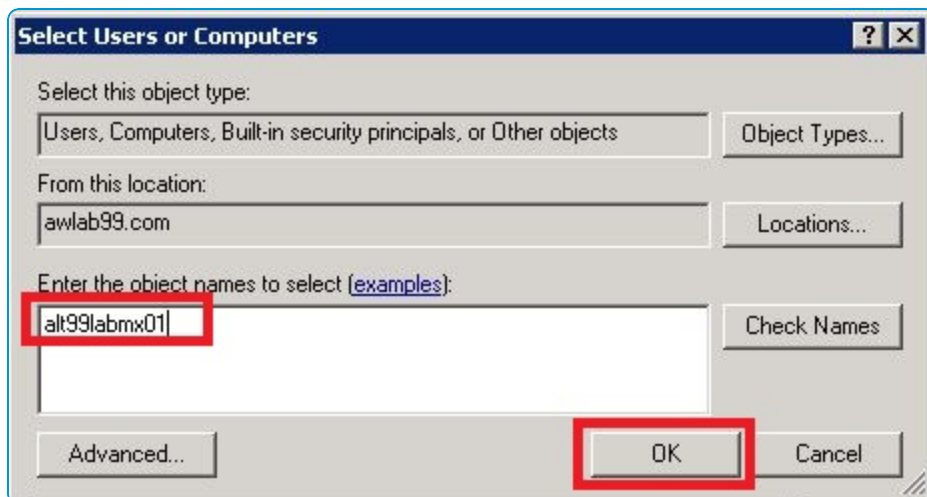 Select Users or Computers
Select this object type:
Users, Computers, Built-in security principals, or Other objects
Object Types...
From this location:
awlab99.com
Locations...
Enter the object names to select (examples):
alt99labmx01
Check Names
Advanced...
OK
Cancel